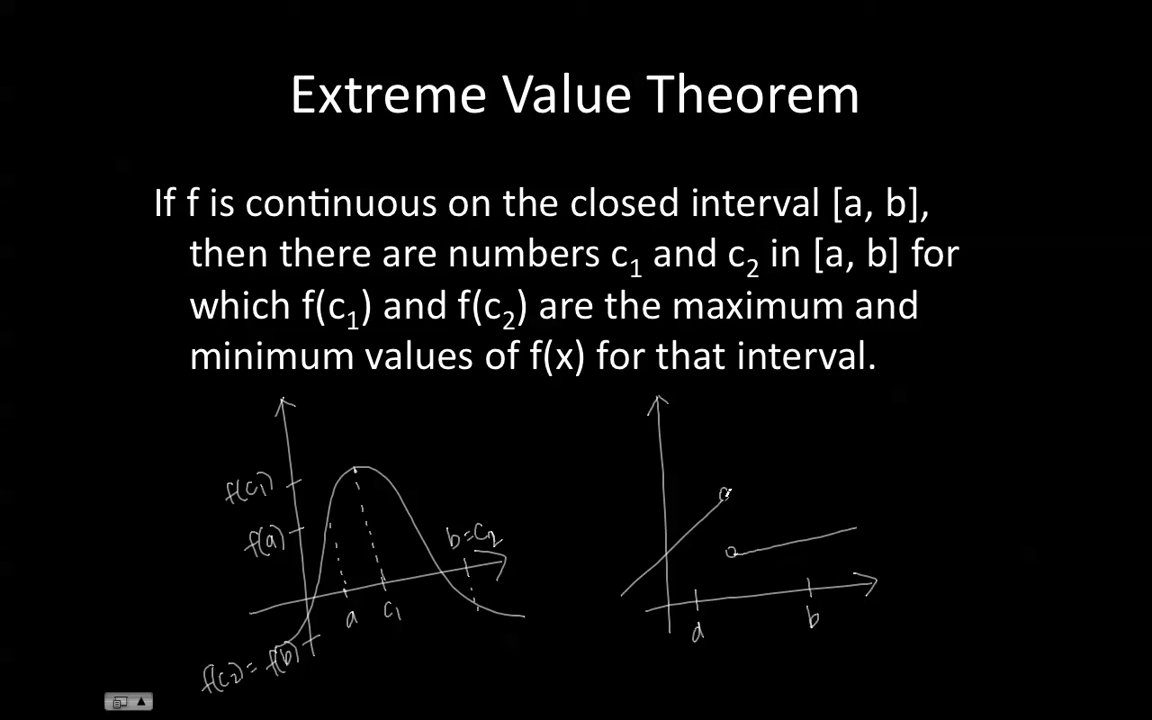 Extreme Value Theorem
If f is continuous on the closed interval [a, b],
then there are numbers c₁ and c₂ in [a, b] for
which f(c₁) and f(c₂) are the maximum and
minimum values of f(x) for that interval.
f(c₁)
f(a)
b=c₂
a
c₁
f(c₂)=f(b)
a
b